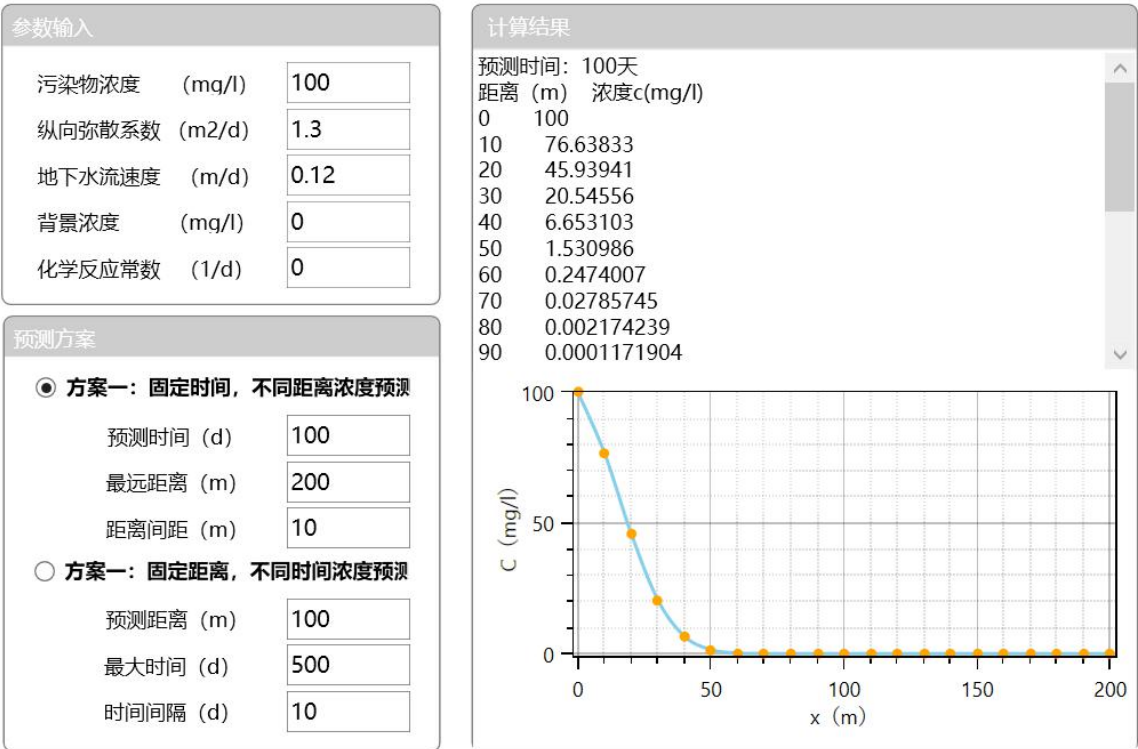 参数输入
污染物浓度 （mg/l） 100
纵向弥散系数 （m2/d） 1.3
地下水流速度 （m/d） 0.12
背景浓度 （mg/l） 0
化学反应常数 （1/d） 0
预测方案
方案一：固定时间，不同距离浓度预测
预测时间（d） 100
最远距离（m） 200
距离间距（m） 10
方案一：固定距离，不同时间浓度预测
预测距离（m） 100
最大时间（d） 500
时间间隔（d） 10
计算结果
预测时间：100天
距离（m） 浓度c(mg/l)
0 100
10 76.63833
20 45.93941
30 20.54556
40 6.653103
50 1.530986
60 0.2474007
70 0.02785745
80 0.002174239
90 0.0001171904
100
50
0
C（mg/l）
0 50 100 150 200
x（m）